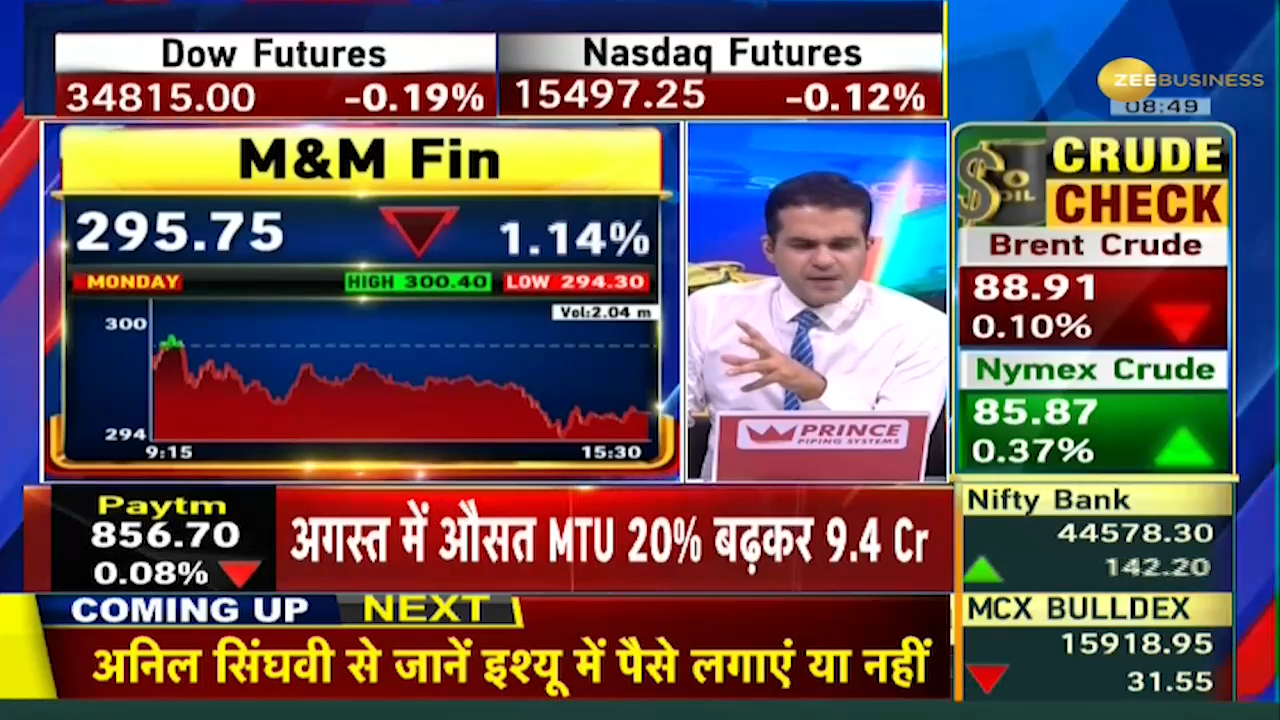 Dow Futures
34815.00 -0.19%
Nasdaq Futures
15497.25 -0.12%
ZEEBUSINESS
08:49
M&M Fin
295.75 1.14%
MONDAY HIGH 300.40 LOW 294.30
Vol:2.04 m
300
294
9:15 15:30
PRINCE
PIPING SYSTEMS
OIL
CRUDE
CHECK
Brent Crude
88.91
0.10%
Nymex Crude
85.87
0.37%
Nifty Bank
44578.30
142.20
MCX BULLDEX
15918.95
31.55
Paytm
856.70
0.08%
अगस्त में औसत MTU 20% बढ़कर 9.4 Cr
COMING UP NEXT
अनिल सिंघवी से जानें इश्यू में पैसे लगाएं या नहीं